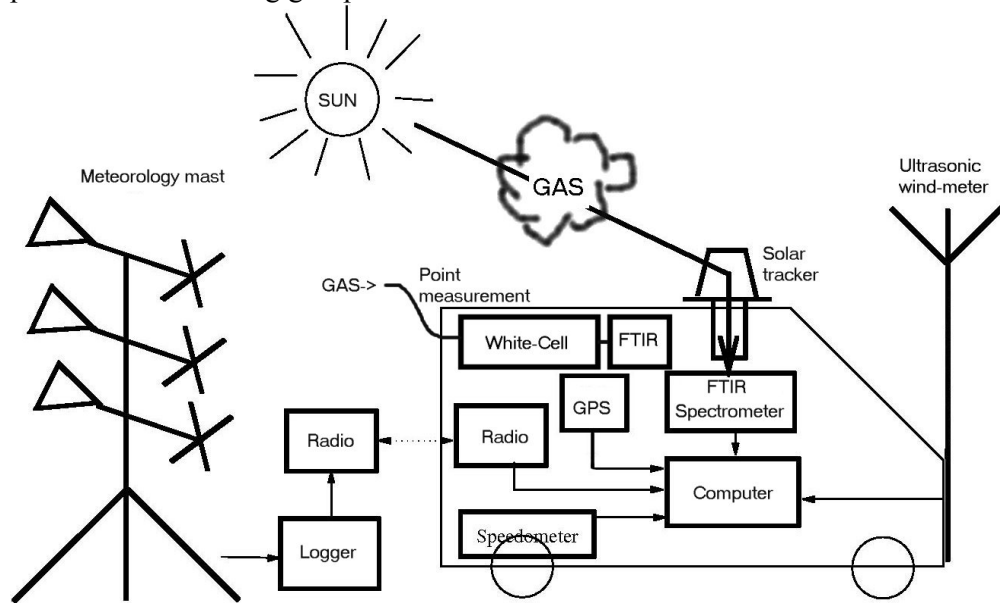 SUN
Meteorology mast
GAS
Ultrasonic
wind-meter
Solar
tracker
GAS->
Point
measurement
White-Cell
FTIR
FTIR
Spectrometer
GPS
Radio
Radio
Computer
Logger
Speedometer